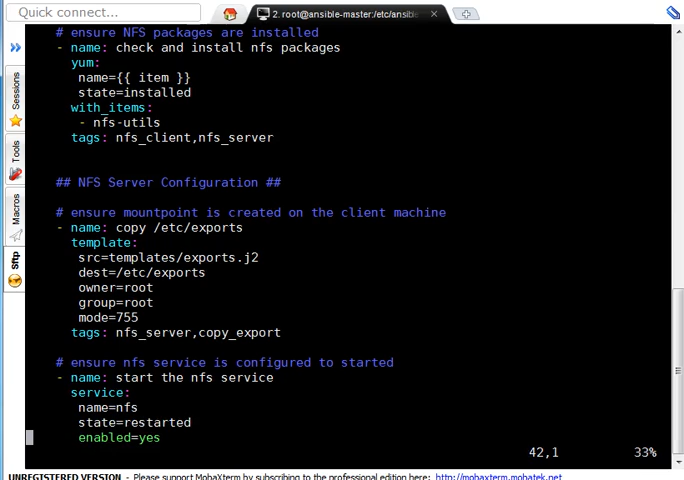 Quick connect...
2. root@ansible-master:/etc/ansible
Sessions
Tools
Macros
Sftp
# ensure NFS packages are installed
- name: check and install nfs packages
yum:
name={{ item }}
state=installed
with_items:
- nfs-utils
tags: nfs_client,nfs_server
## NFS Server Configuration ##
# ensure mountpoint is created on the client machine
- name: copy /etc/exports
template:
src=templates/exports.j2
dest=/etc/exports
owner=root
group=root
mode=755
tags: nfs_server,copy_export
# ensure nfs service is configured to started
- name: start the nfs service
service:
name=nfs
state=restarted
enabled=yes
42,1 33%
UNREGISTERED VERSION - Please support MobaXterm by subscribing to the professional edition here: http://mobaxterm.mobatek.net